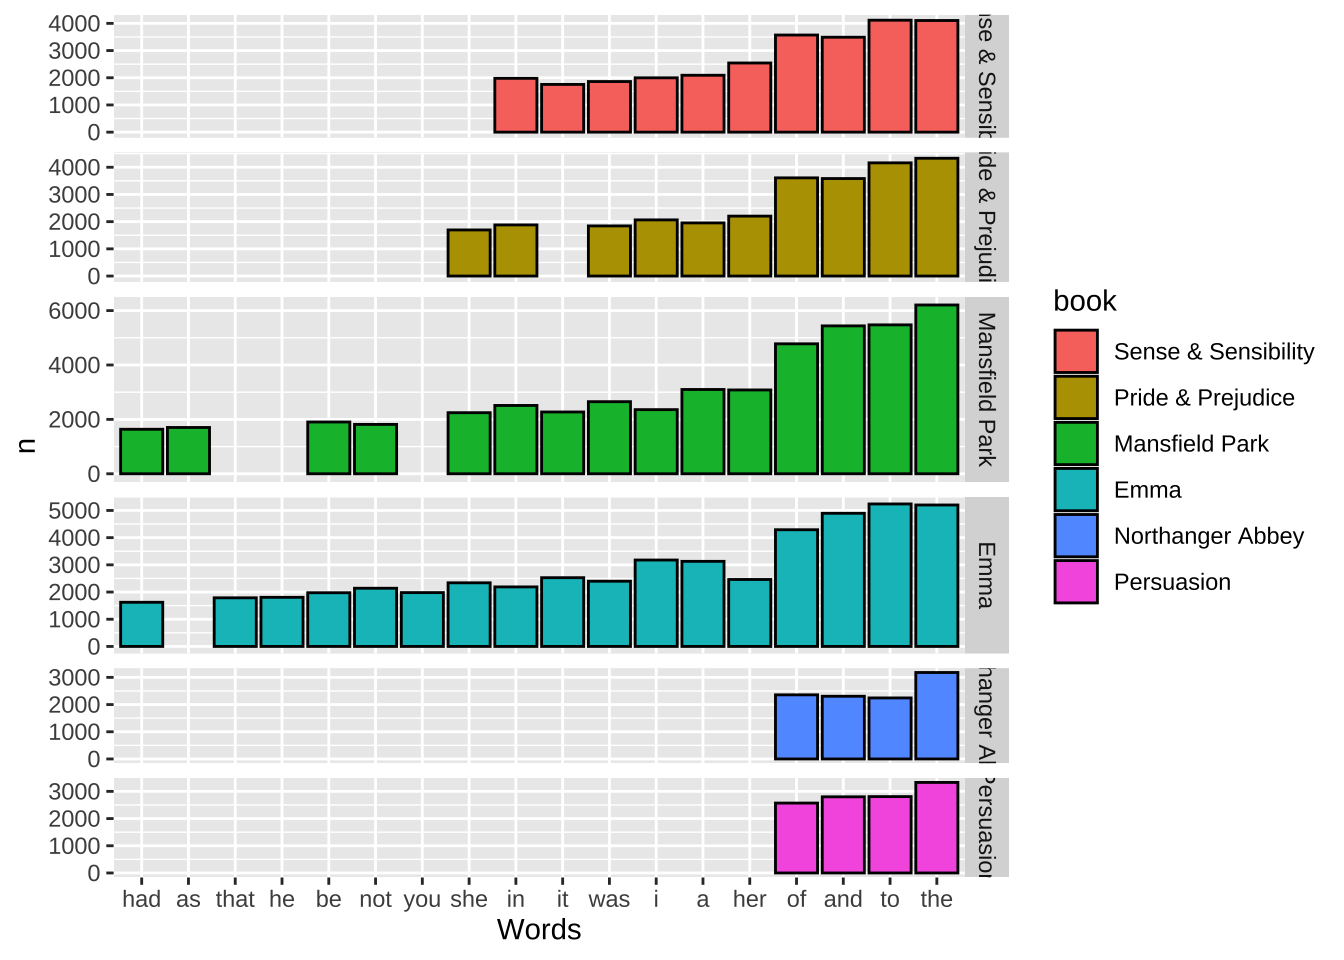 4000
3000
2000
1000
0
se & Sensib
4000
3000
2000
1000
0
ide & Prejudi
6000
4000
2000
0
Mansfield Park
5000
4000
3000
2000
1000
0
Emma
3000
2000
1000
0
hanger Al
3000
2000
1000
0
Persuasion
n
had as that he be not you she in it was i a her of and to the
Words
book
Sense & Sensibility
Pride & Prejudice
Mansfield Park
Emma
Northanger Abbey
Persuasion